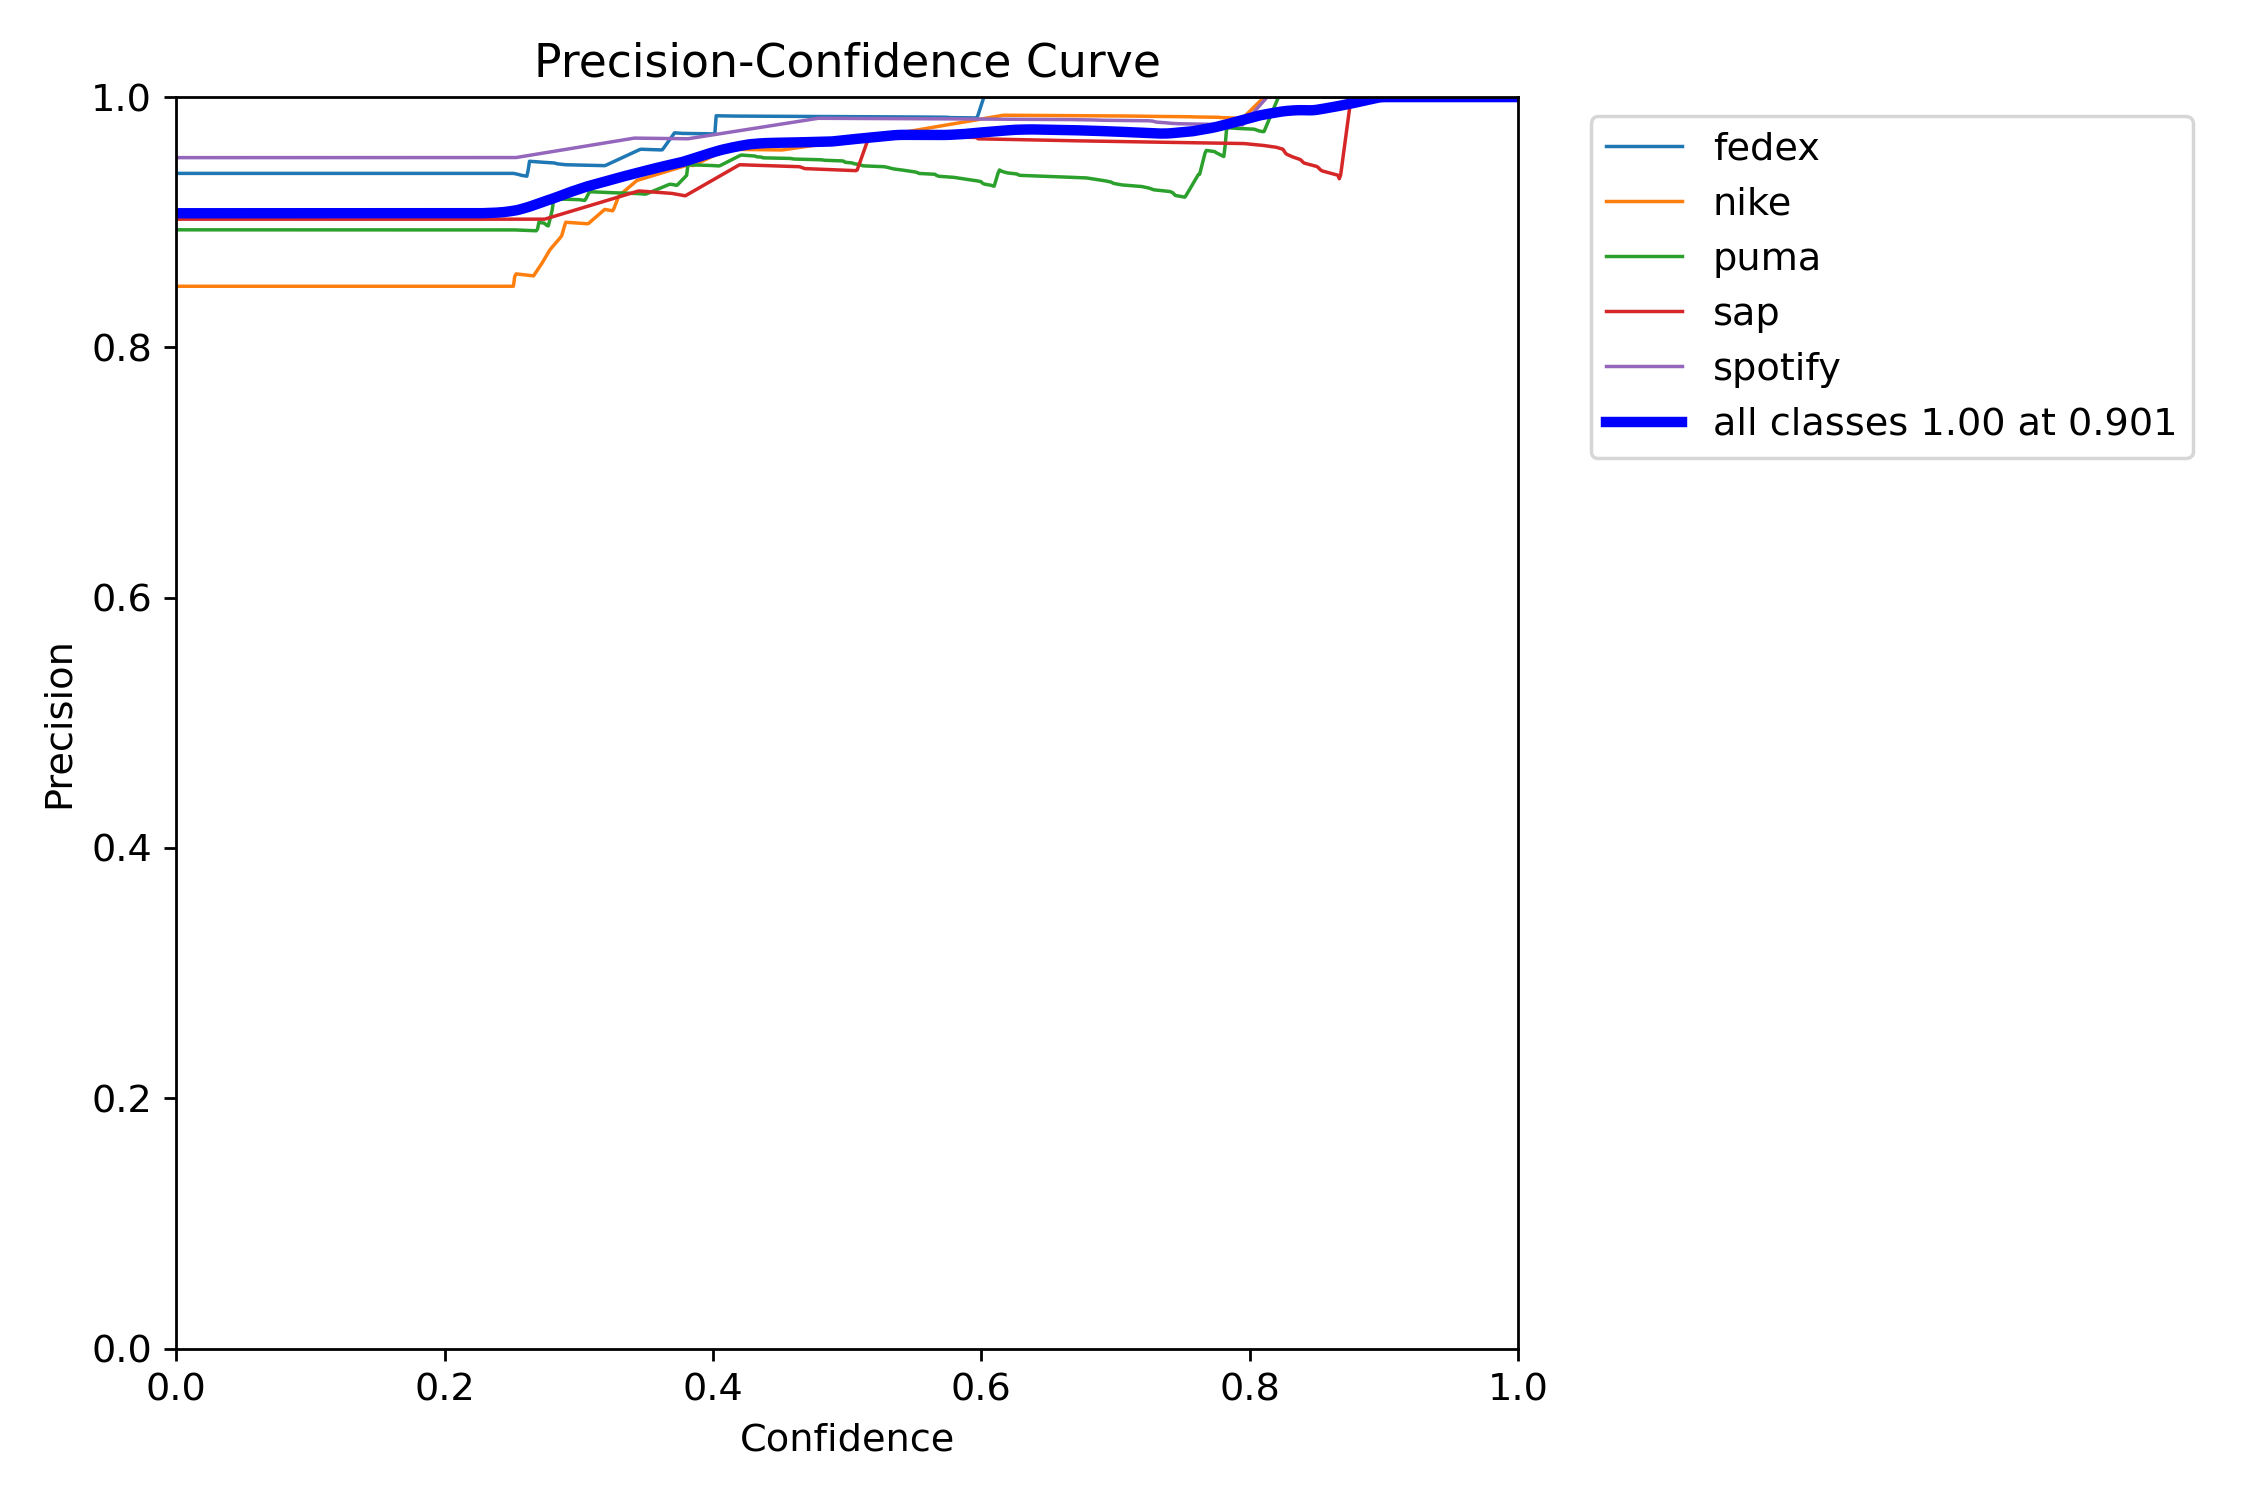 Precision-Confidence Curve
1.0
0.8
0.6
0.4
0.2
0.0
Precision
0.0 0.2 0.4 0.6 0.8 1.0
Confidence
fedex
nike
puma
sap
spotify
all classes 1.00 at 0.901